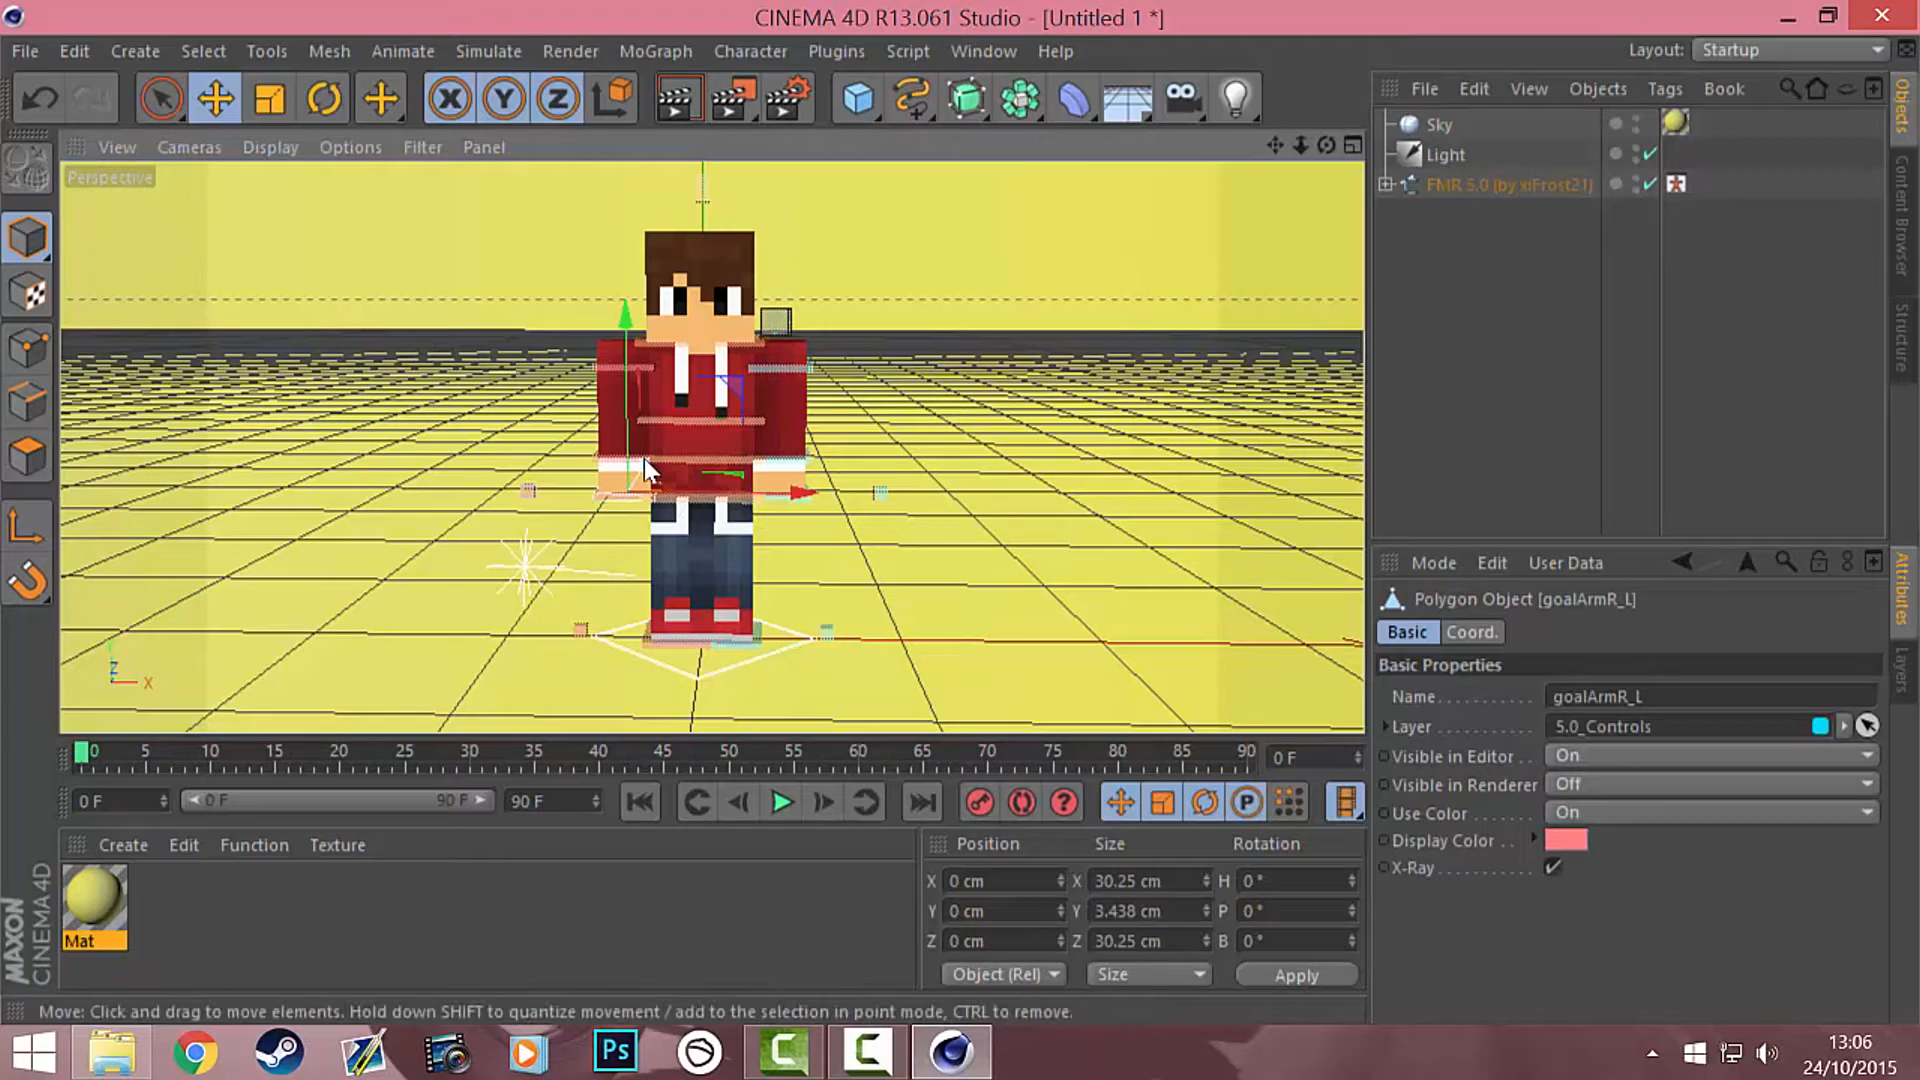 CINEMA 4D R13.061 Studio - [Untitled 1 *]
File Edit Create Select Tools Mesh Animate Simulate Render MoGraph Character Plugins Script Window Help
Layout: Startup
File Edit View Objects Tags Book
View Cameras Display Options Filter Panel
Perspective
Sky
Light
FMR 5.0 (by xiFrost21)
Objects
Content Browser
Structure
X Y Z
Z X
Mode Edit User Data
Polygon Object [goalArmR_L]
Basic Coord.
Basic Properties
Name goalArmR_L
Layer 5.0_Controls
Visible in Editor On
Visible in Renderer Off
Use Color On
Display Color
X-Ray
Attributes
Layers
0 5 10 15 20 25 30 35 40 45 50 55 60 65 70 75 80 85 90 0 F
0 F 0 F 90 F 90 F
P
Create Edit Function Texture
Mat
MAXON CINEMA 4D
Position Size Rotation
X 0 cm X 30.25 cm H 0 °
Y 0 cm Y 3.438 cm P 0 °
Z 0 cm Z 30.25 cm B 0 °
Object (Rel) Size Apply
Move: Click and drag to move elements. Hold down SHIFT to quantize movement / add to the selection in point mode, CTRL to remove.
Ps
13:06
24/10/2015